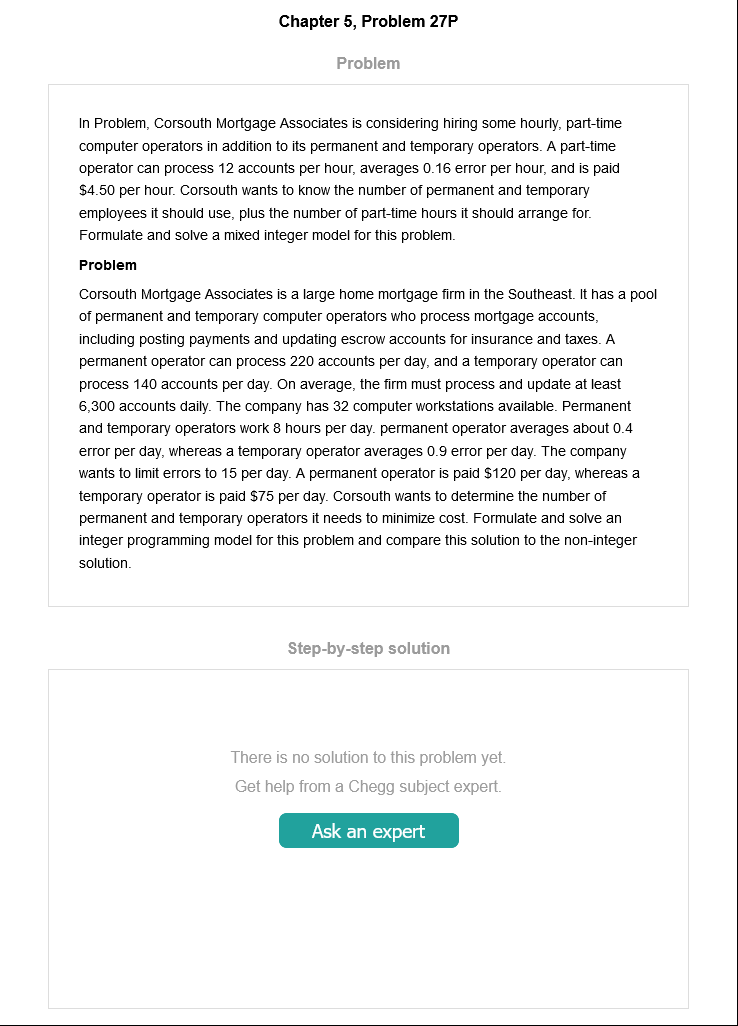 Chapter 5, Problem 27P
Problem
In Problem, Corsouth Mortgage Associates is considering hiring some hourly, part-time
computer operators in addition to its permanent and temporary operators. A part-time
operator can process 12 accounts per hour, averages 0.16 error per hour, and is paid
$4.50 per hour. Corsouth wants to know the number of permanent and temporary
employees it should use, plus the number of part-time hours it should arrange for.
Formulate and solve a mixed integer model for this problem.
Problem
Corsouth Mortgage Associates is a large home mortgage firm in the Southeast. It has a pool
of permanent and temporary computer operators who process mortgage accounts,
including posting payments and updating escrow accounts for insurance and taxes. A
permanent operator can process 220 accounts per day, and a temporary operator can
process 140 accounts per day. On average, the firm must process and update at least
6,300 accounts daily. The company has 32 computer workstations available. Permanent
and temporary operators work 8 hours per day. permanent operator averages about 0.4
error per day, whereas a temporary operator averages 0.9 error per day. The company
wants to limit errors to 15 per day. A permanent operator is paid $120 per day, whereas a
temporary operator is paid $75 per day. Corsouth wants to determine the number of
permanent and temporary operators it needs to minimize cost. Formulate and solve an
integer programming model for this problem and compare this solution to the non-integer
solution.
Step-by-step solution
There is no solution to this problem yet.
Get help from a Chegg subject expert.
Ask an expert